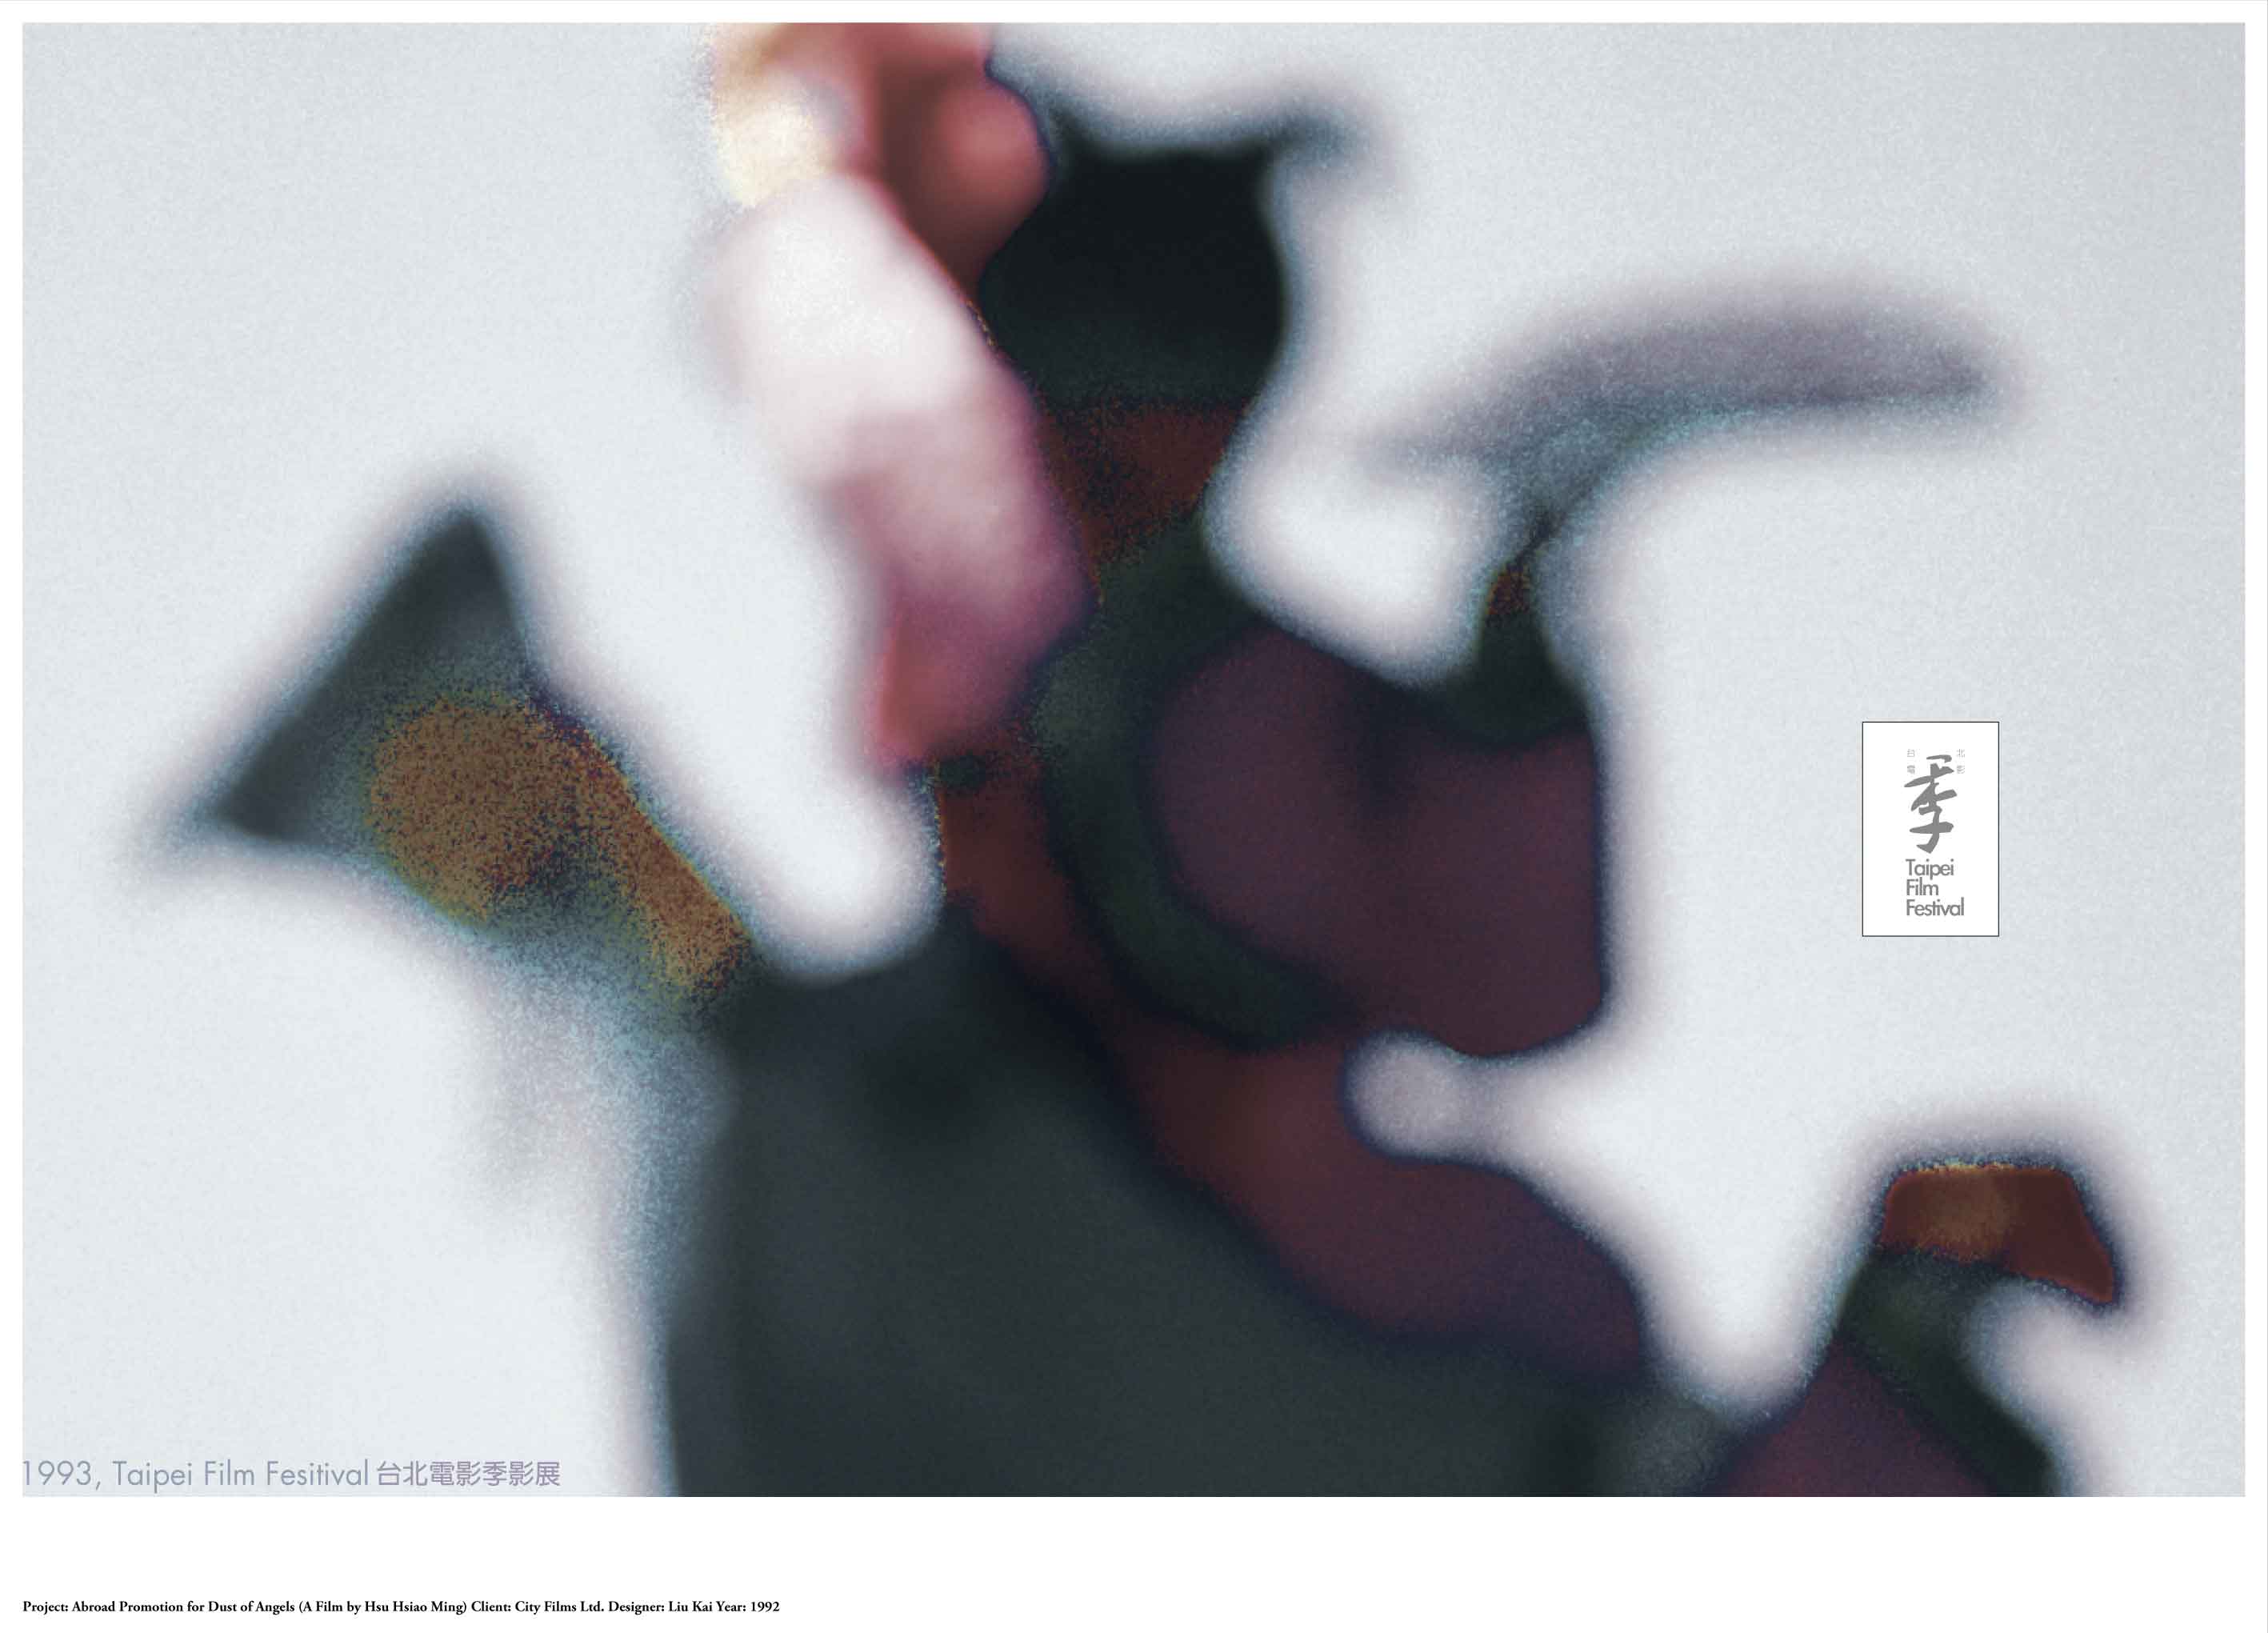 台 北
電 影
季
Taipei
Film
Festival
1993, Taipei Film Fesitival 台北電影季影展
Project: Abroad Promotion for Dust of Angels (A Film by Hsu Hsiao Ming) Client: City Films Ltd. Designer: Liu Kai Year: 1992